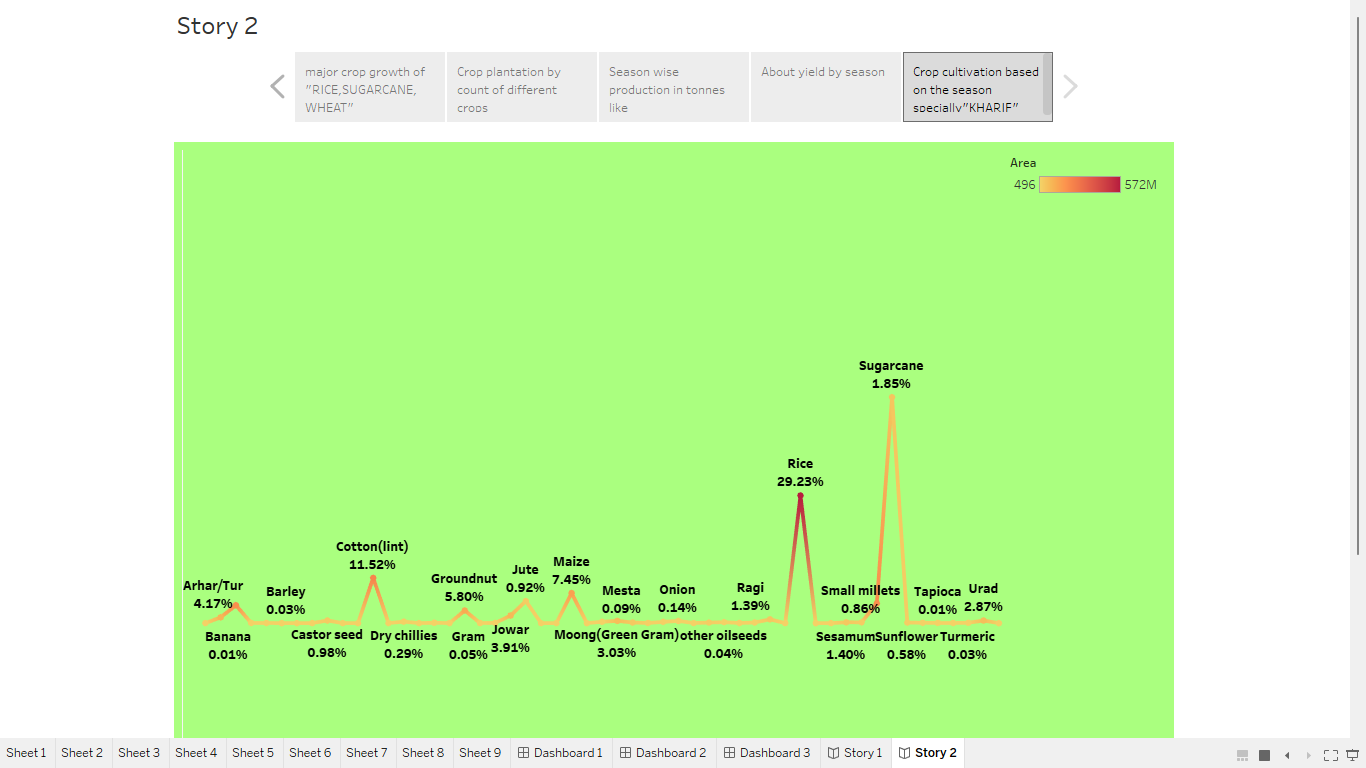 Story 2
major crop growth of
"RICE,SUGARCANE,
WHEAT"
Crop plantation by
count of different
crops
Season wise
production in tonnes
like
About yield by season
Crop cultivation based
on the season
specially"KHARIF"
Area
496
572M
Sugarcane
1.85%
Rice
29.23%
Cotton(lint)
11.52%
Maize
7.45%
Jute
0.92%
Groundnut
5.80%
Arhar/Tur
4.17%
Barley
0.03%
Mesta
0.09%
Onion
0.14%
Ragi
1.39%
Small millets
0.86%
Tapioca
0.01%
Urad
2.87%
Banana
0.01%
Castor seed
0.98%
Dry chillies
0.29%
Gram
0.05%
Jowar
3.91%
Moong(Green Gram)
3.03%
other oilseeds
0.04%
Sesamum
1.40%
Sunflower
0.58%
Turmeric
0.03%
Sheet 1
Sheet 2
Sheet 3
Sheet 4
Sheet 5
Sheet 6
Sheet 7
Sheet 8
Sheet 9
Dashboard 1
Dashboard 2
Dashboard 3
Story 1
Story 2